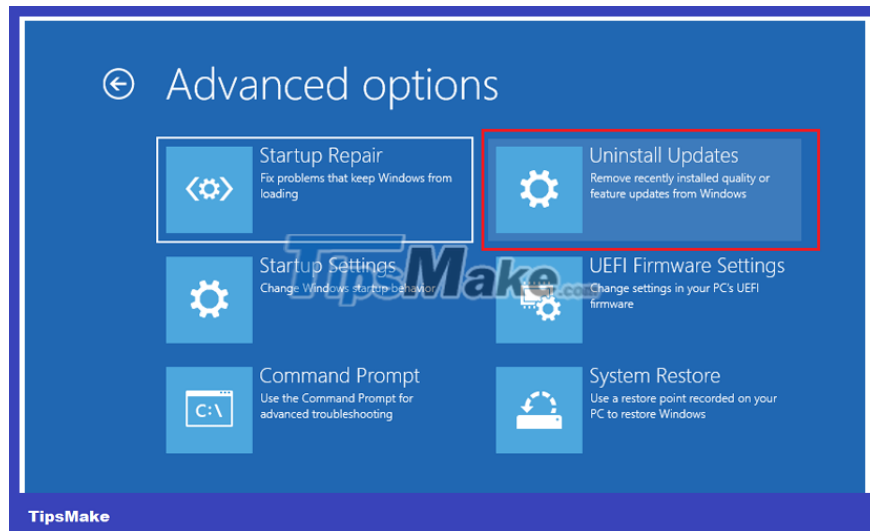 Advanced options
Startup Repair
Fix problems that keep Windows from
loading
Uninstall Updates
Remove recently installed quality or
feature updates from Windows
Startup Settings
Change Windows startup behavior
UEFI Firmware Settings
Change settings in your PC's UEFI
firmware
TipsMake.com
Command Prompt
Use the Command Prompt for
advanced troubleshooting
C:\
System Restore
Use a restore point recorded on your
PC to restore Windows
TipsMake